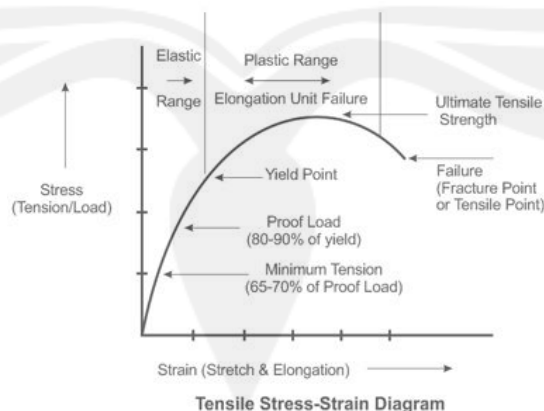 Elastic
Range
Plastic Range
Elongation Unit Failure
Ultimate Tensile
Strength
Yield Point
Failure
(Fracture Point
or Tensile Point)
Stress
(Tension/Load)
Proof Load
(80-90% of yield)
Minimum Tension
(65-70% of Proof Load)
Strain (Stretch & Elongation)
Tensile Stress-Strain Diagram